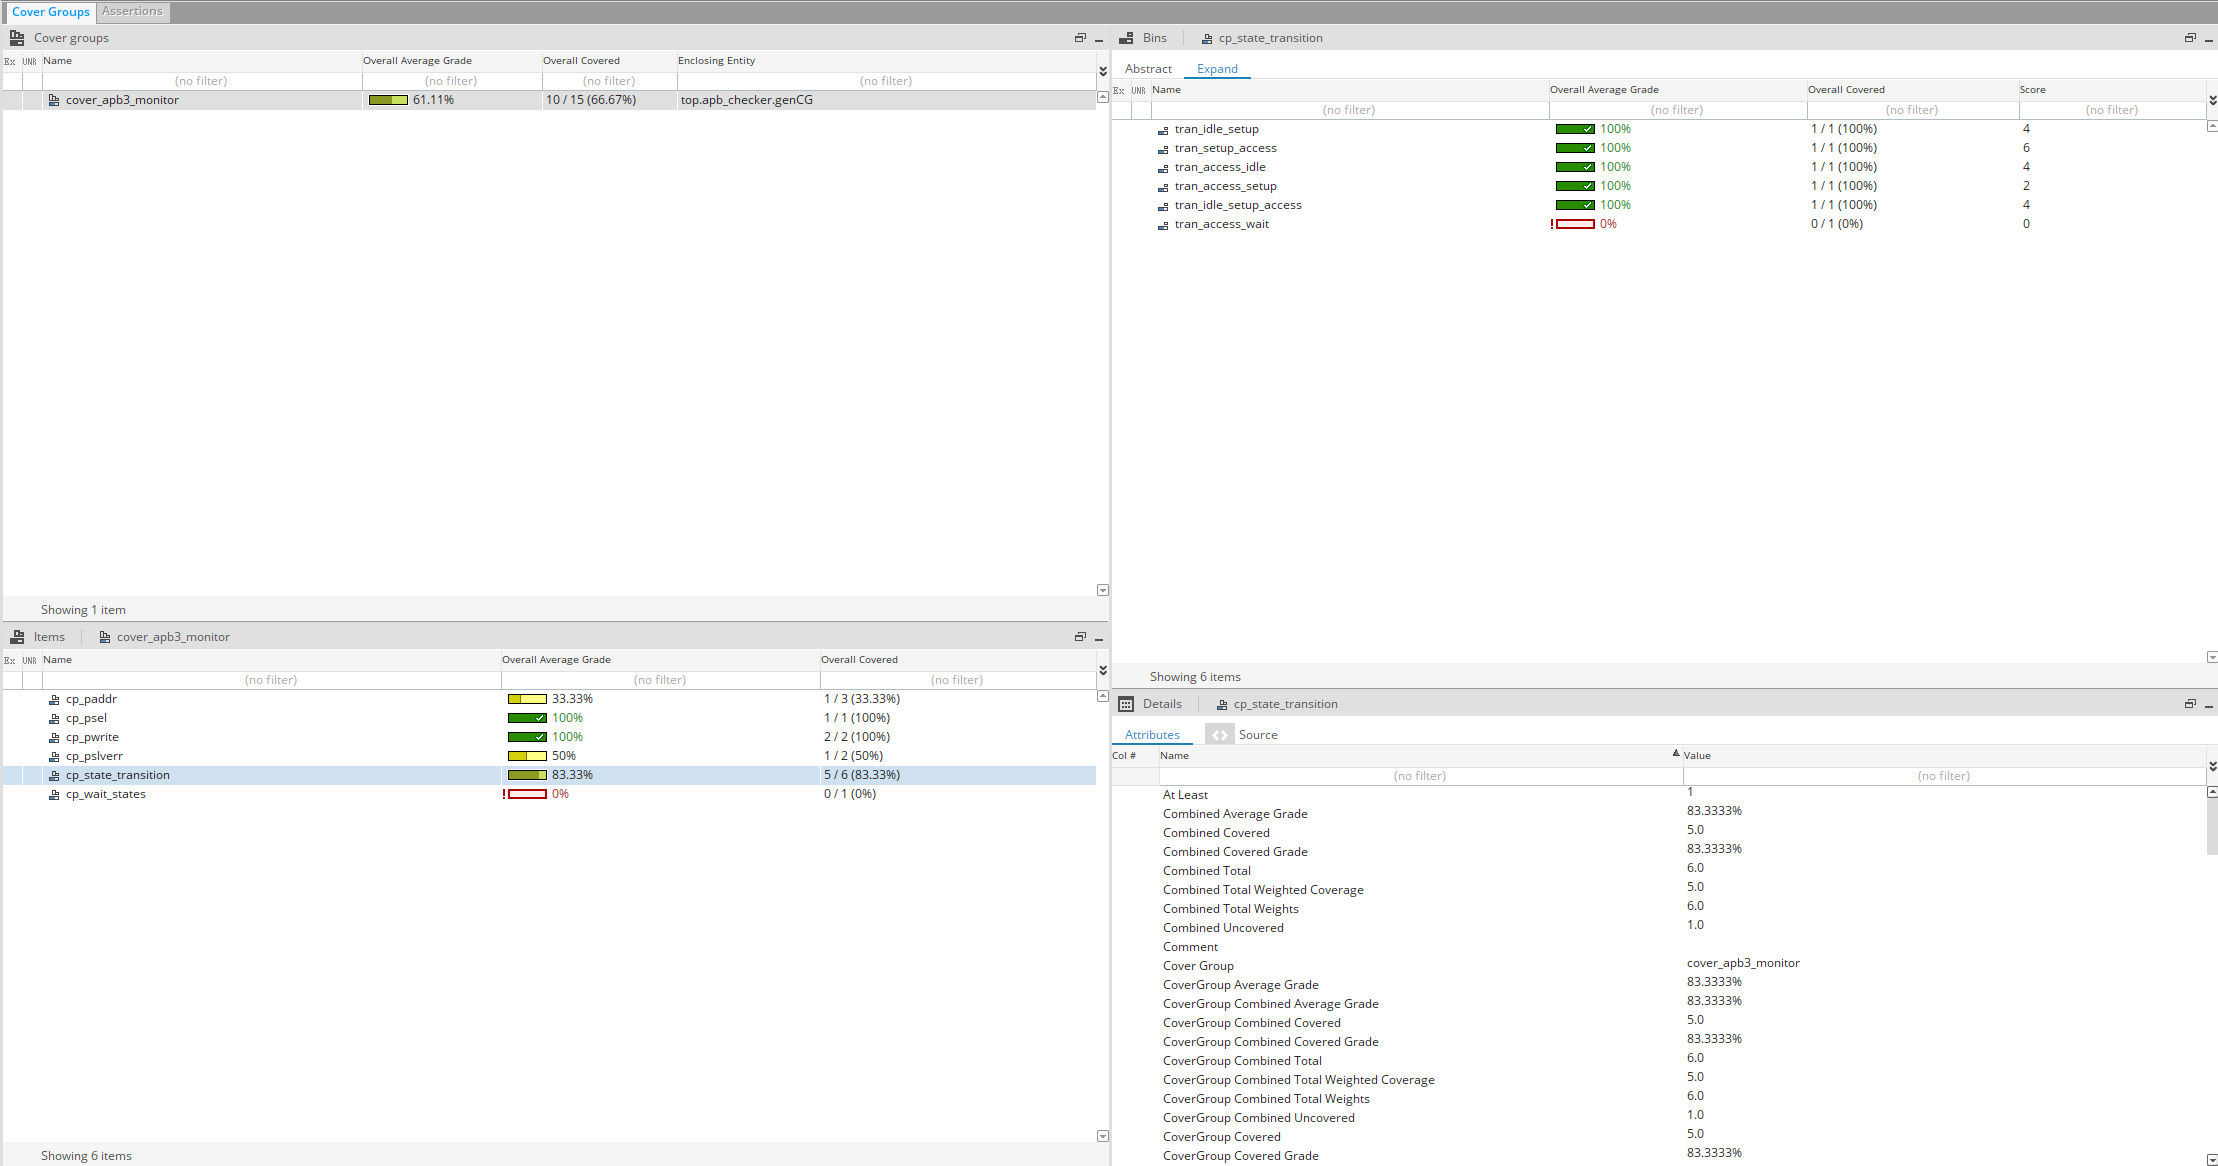 Cover Groups Assertions
Cover groups
Ex UNR Name Overall Average Grade Overall Covered Enclosing Entity
(no filter) (no filter) (no filter) (no filter)
cover_apb3_monitor 61.11% 10 / 15 (66.67%) top.apb_checker.genCG
Showing 1 item
Items cover_apb3_monitor
Ex UNR Name Overall Average Grade Overall Covered
(no filter) (no filter) (no filter)
cp_paddr 33.33% 1 / 3 (33.33%)
cp_psel 100% 1 / 1 (100%)
cp_pwrite 100% 2 / 2 (100%)
cp_pslverr 50% 1 / 2 (50%)
cp_state_transition 83.33% 5 / 6 (83.33%)
cp_wait_states ! 0% 0 / 1 (0%)
Showing 6 items
Bins cp_state_transition
Abstract Expand
Ex UNR Name Overall Average Grade Overall Covered Score
(no filter) (no filter) (no filter) (no filter)
tran_idle_setup 100% 1 / 1 (100%) 4
tran_setup_access 100% 1 / 1 (100%) 6
tran_access_idle 100% 1 / 1 (100%) 4
tran_access_setup 100% 1 / 1 (100%) 2
tran_idle_setup_access 100% 1 / 1 (100%) 4
tran_access_wait ! 0% 0 / 1 (0%) 0
Showing 6 items
Details cp_state_transition
Attributes <> Source
Col # Name Value
(no filter) (no filter)
At Least 1
Combined Average Grade 83.3333%
Combined Covered 5.0
Combined Covered Grade 83.3333%
Combined Total 6.0
Combined Total Weighted Coverage 5.0
Combined Total Weights 6.0
Combined Uncovered 1.0
Comment
Cover Group cover_apb3_monitor
CoverGroup Average Grade 83.3333%
CoverGroup Combined Average Grade 83.3333%
CoverGroup Combined Covered 5.0
CoverGroup Combined Covered Grade 83.3333%
CoverGroup Combined Total 6.0
CoverGroup Combined Total Weighted Coverage 5.0
CoverGroup Combined Total Weights 6.0
CoverGroup Combined Uncovered 1.0
CoverGroup Covered 5.0
CoverGroup Covered Grade 83.3333%